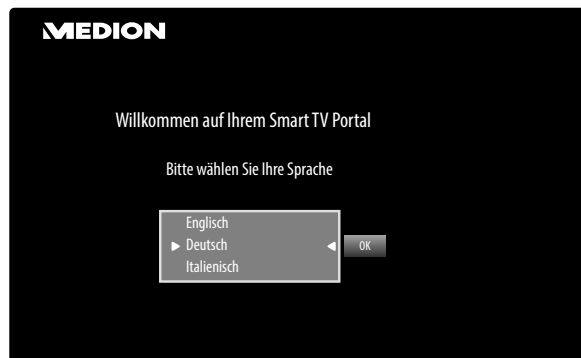 MEDION
Willkommen auf Ihrem Smart TV Portal
Bitte wählen Sie Ihre Sprache
Englisch
Deutsch
OK
Italienisch